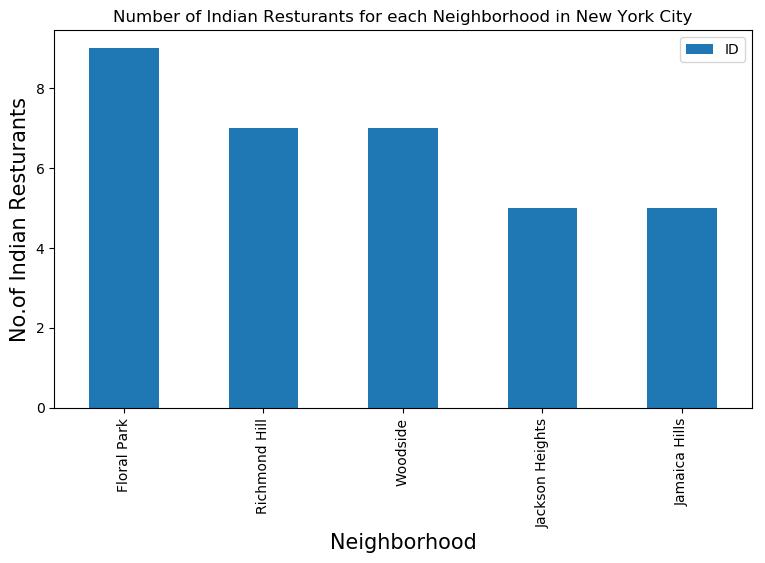 Number of Indian Resturants for each Neighborhood in New York City
ID
No.of Indian Resturants
8
6
4
2
0
Floral Park
Richmond Hill
Woodside
Jackson Heights
Jamaica Hills
Neighborhood